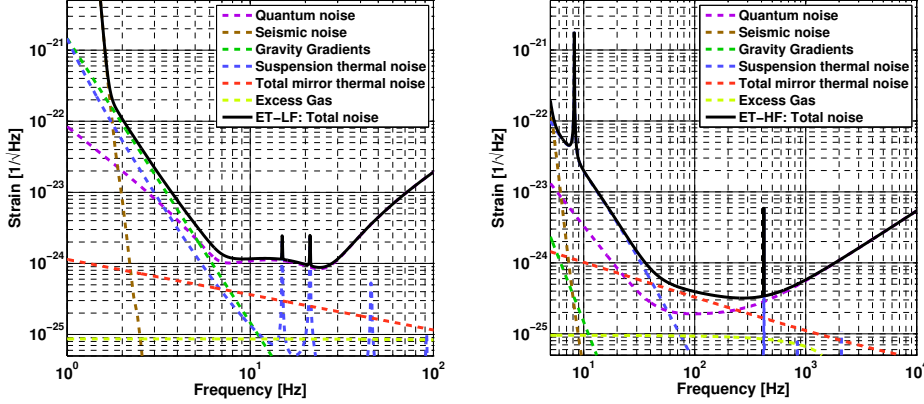 Quantum noise
Seismic noise
Gravity Gradients
Suspension thermal noise
Total mirror thermal noise
Excess Gas
ET−LF: Total noise
10^-21
10^-22
10^-23
10^-24
10^-25
Strain [1/√Hz]
10^0
10^1
10^2
Frequency [Hz]
Quantum noise
Seismic noise
Gravity Gradients
Suspension thermal noise
Total mirror thermal noise
Excess Gas
ET−HF: Total noise
10^-21
10^-22
10^-23
10^-24
10^-25
Strain [1/√Hz]
10^1
10^2
10^3
10^4
Frequency [Hz]